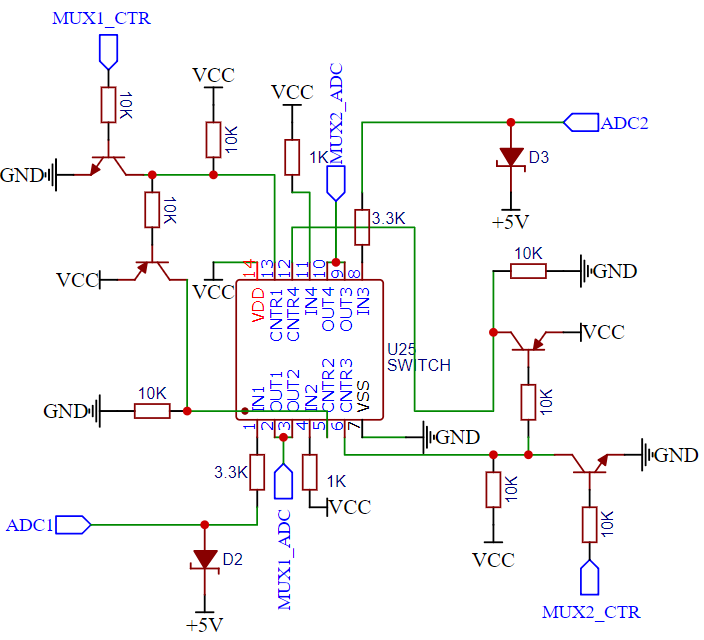 MUX1_CTR
10K
VCC
10K
VCC
1K
MUX2_ADC
ADC2
D3
+5V
GND
10K
3.3K
VCC
VCC
14
13
12
11
10
9
8
VDD
CNTR1
CNTR4
IN4
OUT4
OUT3
IN3
10K
GND
VCC
U25
SWITCH
10K
GND
10K
IN1
OUT1
OUT2
IN2
CNTR2
CNTR3
VSS
1
2
3
4
5
6
7
GND
GND
3.3K
1K
VCC
10K
VCC
10K
ADC1
D2
+5V
MUX1_ADC
MUX2_CTR